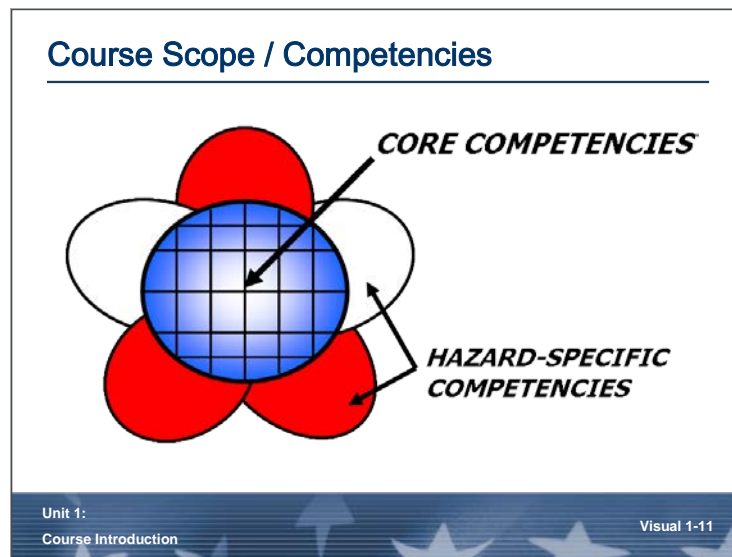 Course Scope / Competencies
CORE COMPETENCIES
HAZARD-SPECIFIC
COMPETENCIES
Unit 1:
Course Introduction
Visual 1-11